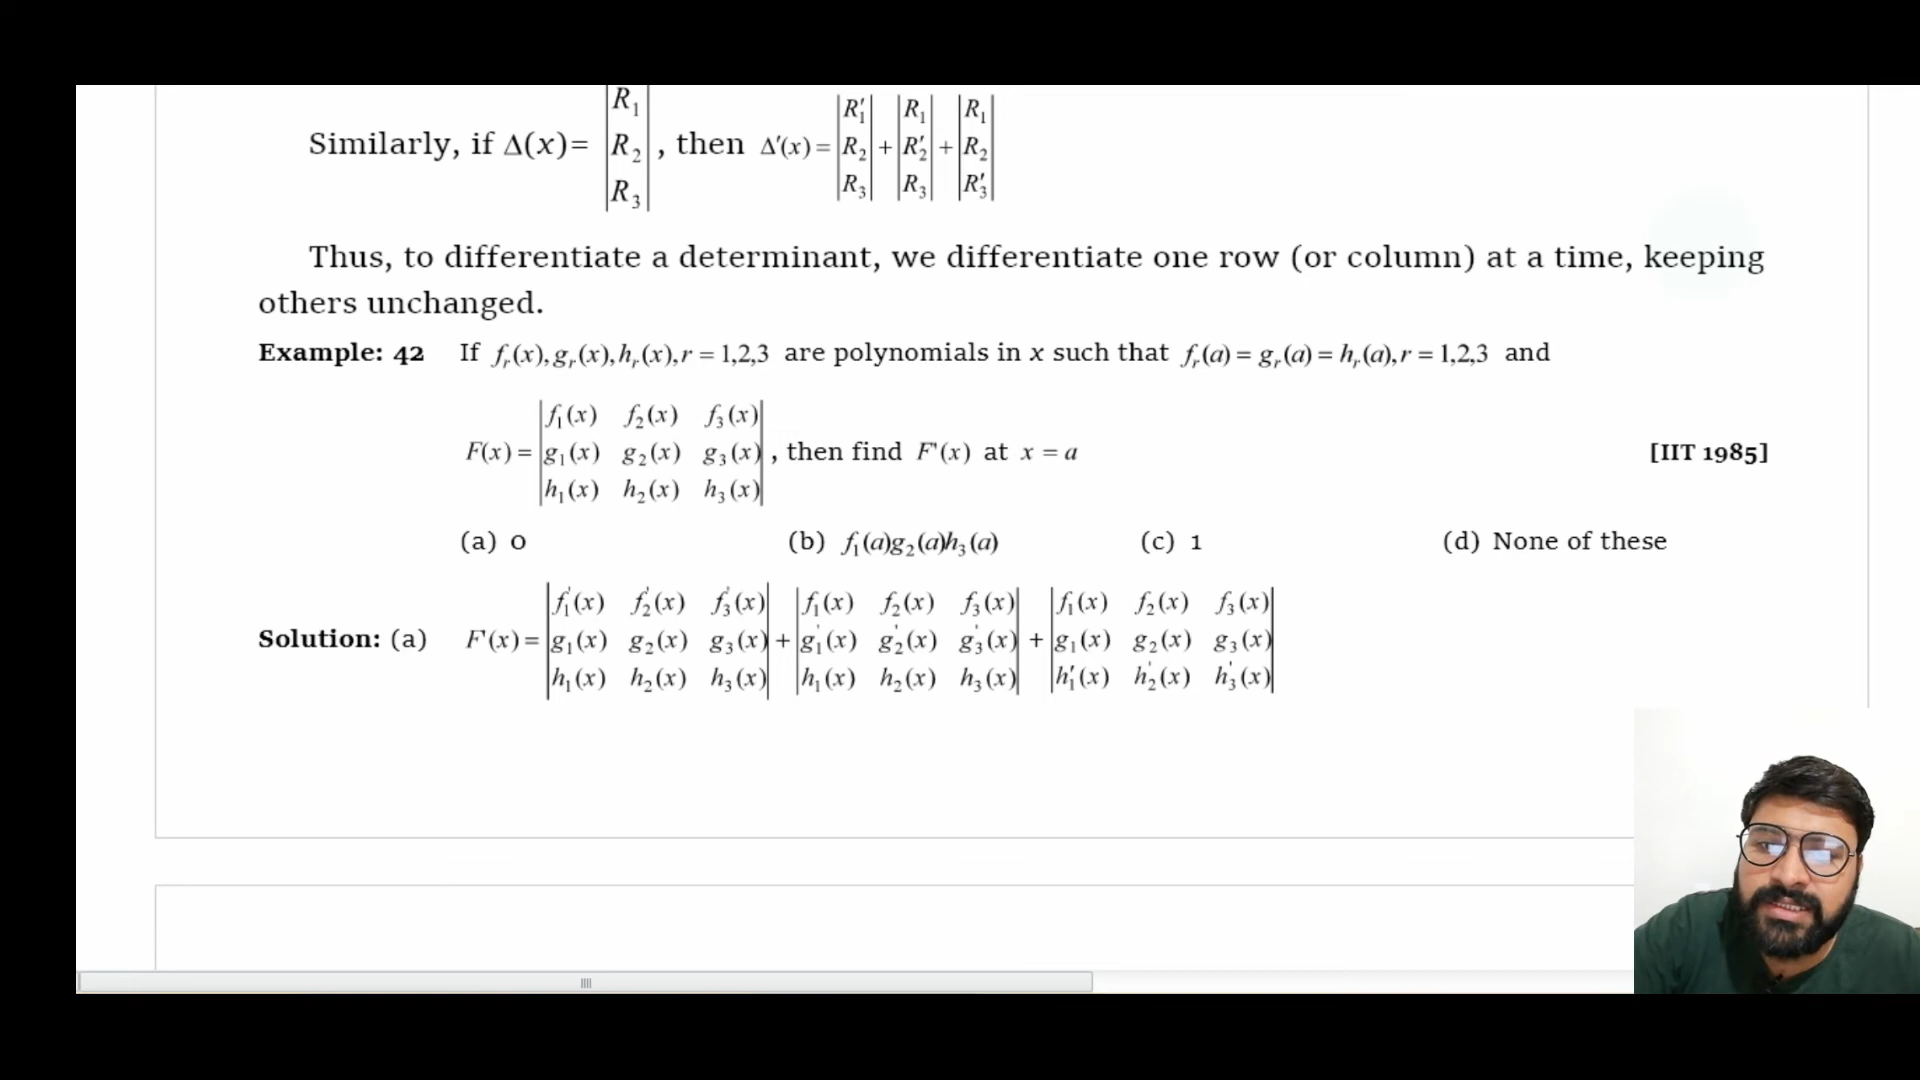 Similarly, if Δ(x)= |R₁ R₂ R₃|, then Δ′(x)= |R₁′ R₂ R₃| + |R₁ R₂′ R₃| + |R₁ R₂ R₃′|
Thus, to differentiate a determinant, we differentiate one row (or column) at a time, keeping
others unchanged.
Example: 42 If fᵣ(x), gᵣ(x), hᵣ(x), r = 1,2,3 are polynomials in x such that fᵣ(a) = gᵣ(a) = hᵣ(a), r = 1,2,3 and
|f₁(x) f₂(x) f₃(x)|
F(x) = |g₁(x) g₂(x) g₃(x)|, then find F'(x) at x = a [IIT 1985]
|h₁(x) h₂(x) h₃(x)|
(a) 0 (b) f₁(a)g₂(a)h₃(a) (c) 1 (d) None of these
|f₁'(x) f₂'(x) f₃'(x)| |f₁(x) f₂(x) f₃(x)| |f₁(x) f₂(x) f₃(x)|
Solution: (a) F'(x) = |g₁(x) g₂(x) g₃(x)| + |g₁'(x) g₂'(x) g₃'(x)| + |g₁(x) g₂(x) g₃(x)|
|h₁(x) h₂(x) h₃(x)| |h₁(x) h₂(x) h₃(x)| |h₁'(x) h₂'(x) h₃'(x)|